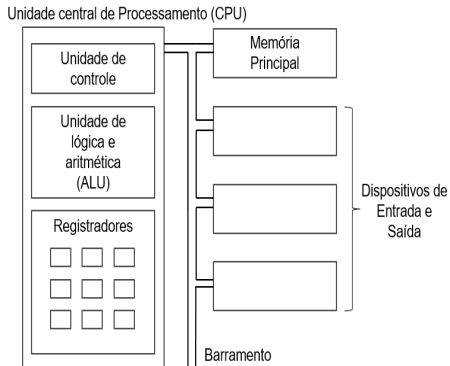 Unidade central de Processamento (CPU)
Unidade de
controle
Unidade de
lógica e
aritmética
(ALU)
Registradores
Memória
Principal
Dispositivos de
Entrada e
Saída
Barramento